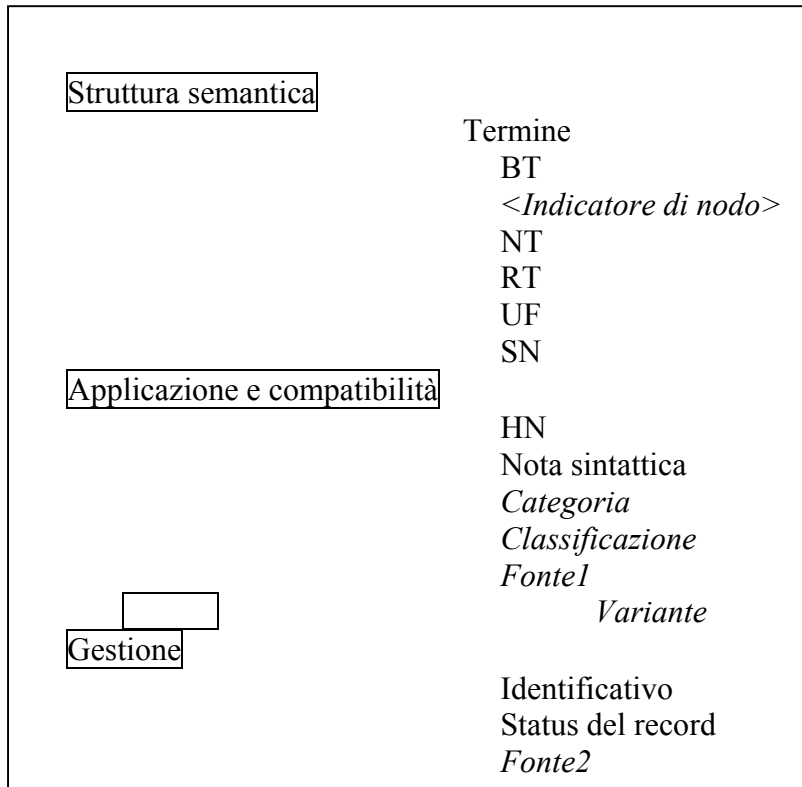 Struttura semantica
Termine
BT
<Indicatore di nodo>
NT
RT
UF
SN
Applicazione e compatibilità
HN
Nota sintattica
Categoria
Classificazione
Fonte1
Variante
Gestione
Identificativo
Status del record
Fonte2